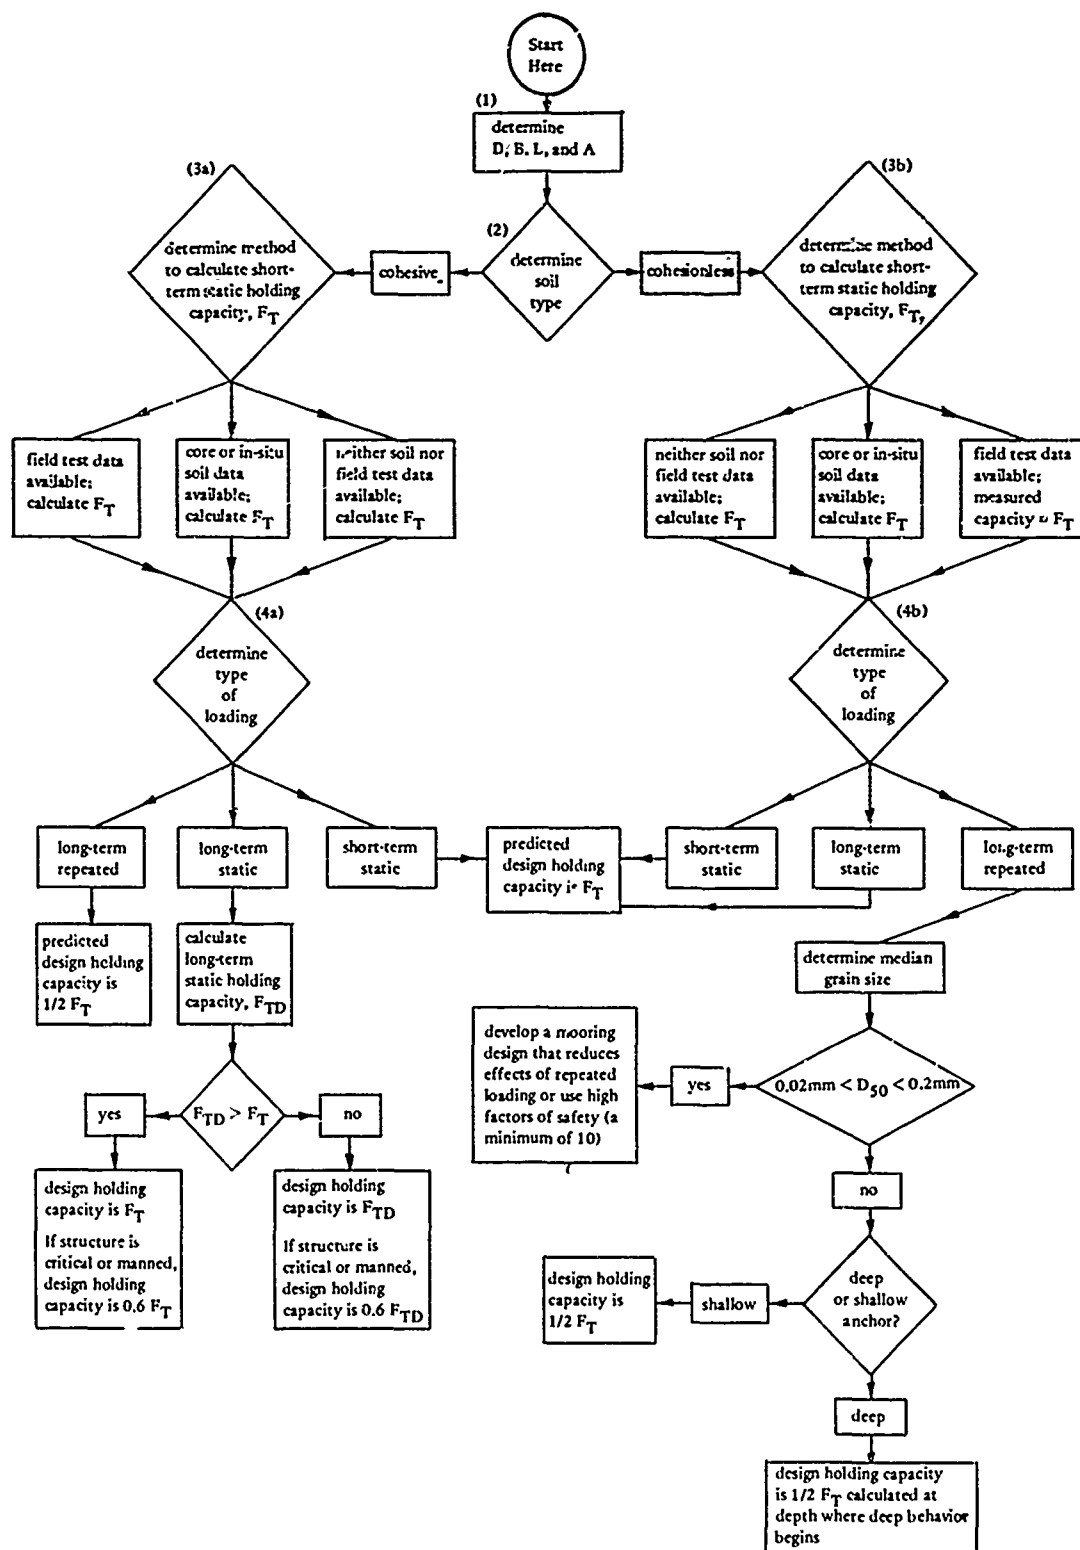 Start
Here
(1)
determine
D, B, L, and A
(2)
determine
soil
type
cohesive
cohesionless
(3a)
determine method
to calculate short-
term static holding
capacity, F_T
(3b)
determine method
to calculate short-
term static holding
capacity, F_T,
field test data
available;
calculate F_T
core or in-situ
soil data
available;
calculate F_T
neither soil nor
field test data
available;
calculate F_T
neither soil nor
field test data
available;
calculate F_T
core or in-situ
soil data
available;
calculate F_T
field test data
available;
measured
capacity = F_T
(4a)
determine
type
of
loading
(4b)
determine
type
of
loading
long-term
repeated
long-term
static
short-term
static
predicted
design holding
capacity is F_T
short-term
static
long-term
static
long-term
repeated
predicted
design holding
capacity is
1/2 F_T
calculate
long-term
static holding
capacity, F_TD
determine median
grain size
develop a mooring
design that reduces
effects of repeated
loading or use high
factors of safety (a
minimum of 10)
yes
0.02mm < D_50 < 0.2mm
yes
F_TD > F_T
no
no
design holding
capacity is F_T
If structure is
critical or manned,
design holding
capacity is 0.6 F_T
design holding
capacity is F_TD
If structure is
critical or manned,
design holding
capacity is 0.6 F_TD
design holding
capacity is
1/2 F_T
shallow
deep
or shallow
anchor?
deep
design holding capacity
is 1/2 F_T calculated at
depth where deep behavior
begins